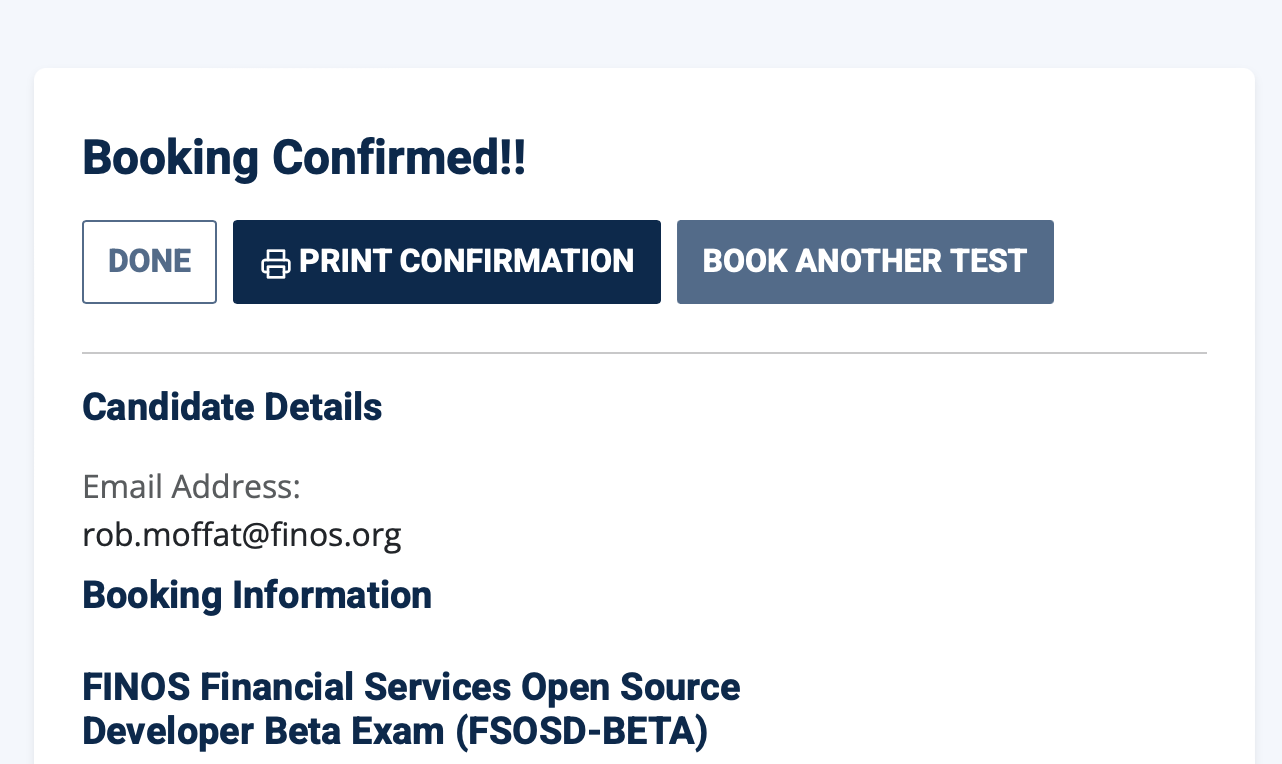 Booking Confirmed!!
DONE
PRINT CONFIRMATION
BOOK ANOTHER TEST
Candidate Details
Email Address:
rob.moffat@finos.org
Booking Information
FINOS Financial Services Open Source
Developer Beta Exam (FSOSD-BETA)